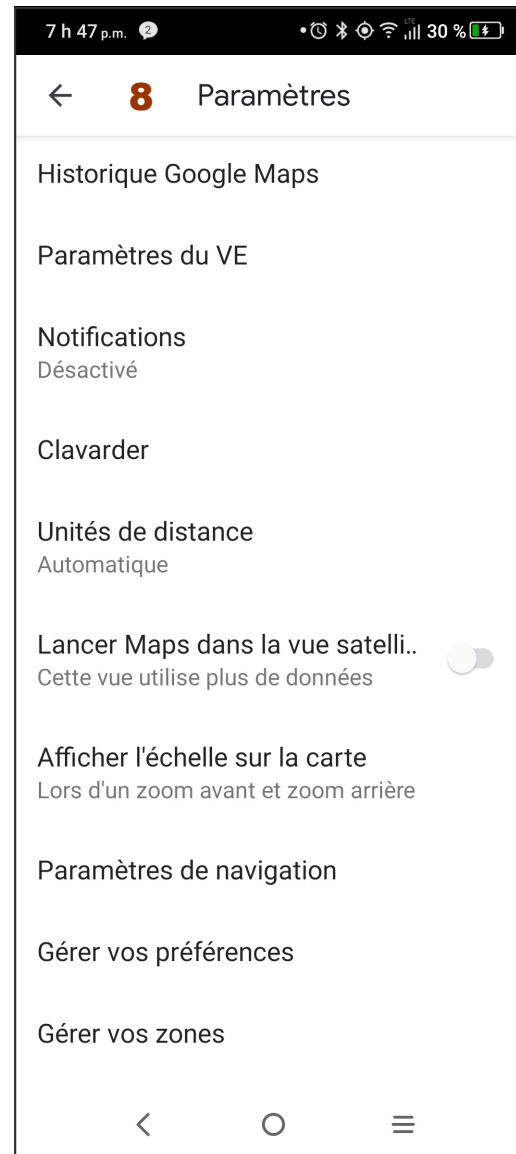 7 h 47 p.m. 2 LTE 30 %
8 Paramètres
Historique Google Maps
Paramètres du VE
Notifications
Désactivé
Clavarder
Unités de distance
Automatique
Lancer Maps dans la vue satelli..
Cette vue utilise plus de données
Afficher l'échelle sur la carte
Lors d'un zoom avant et zoom arrière
Paramètres de navigation
Gérer vos préférences
Gérer vos zones